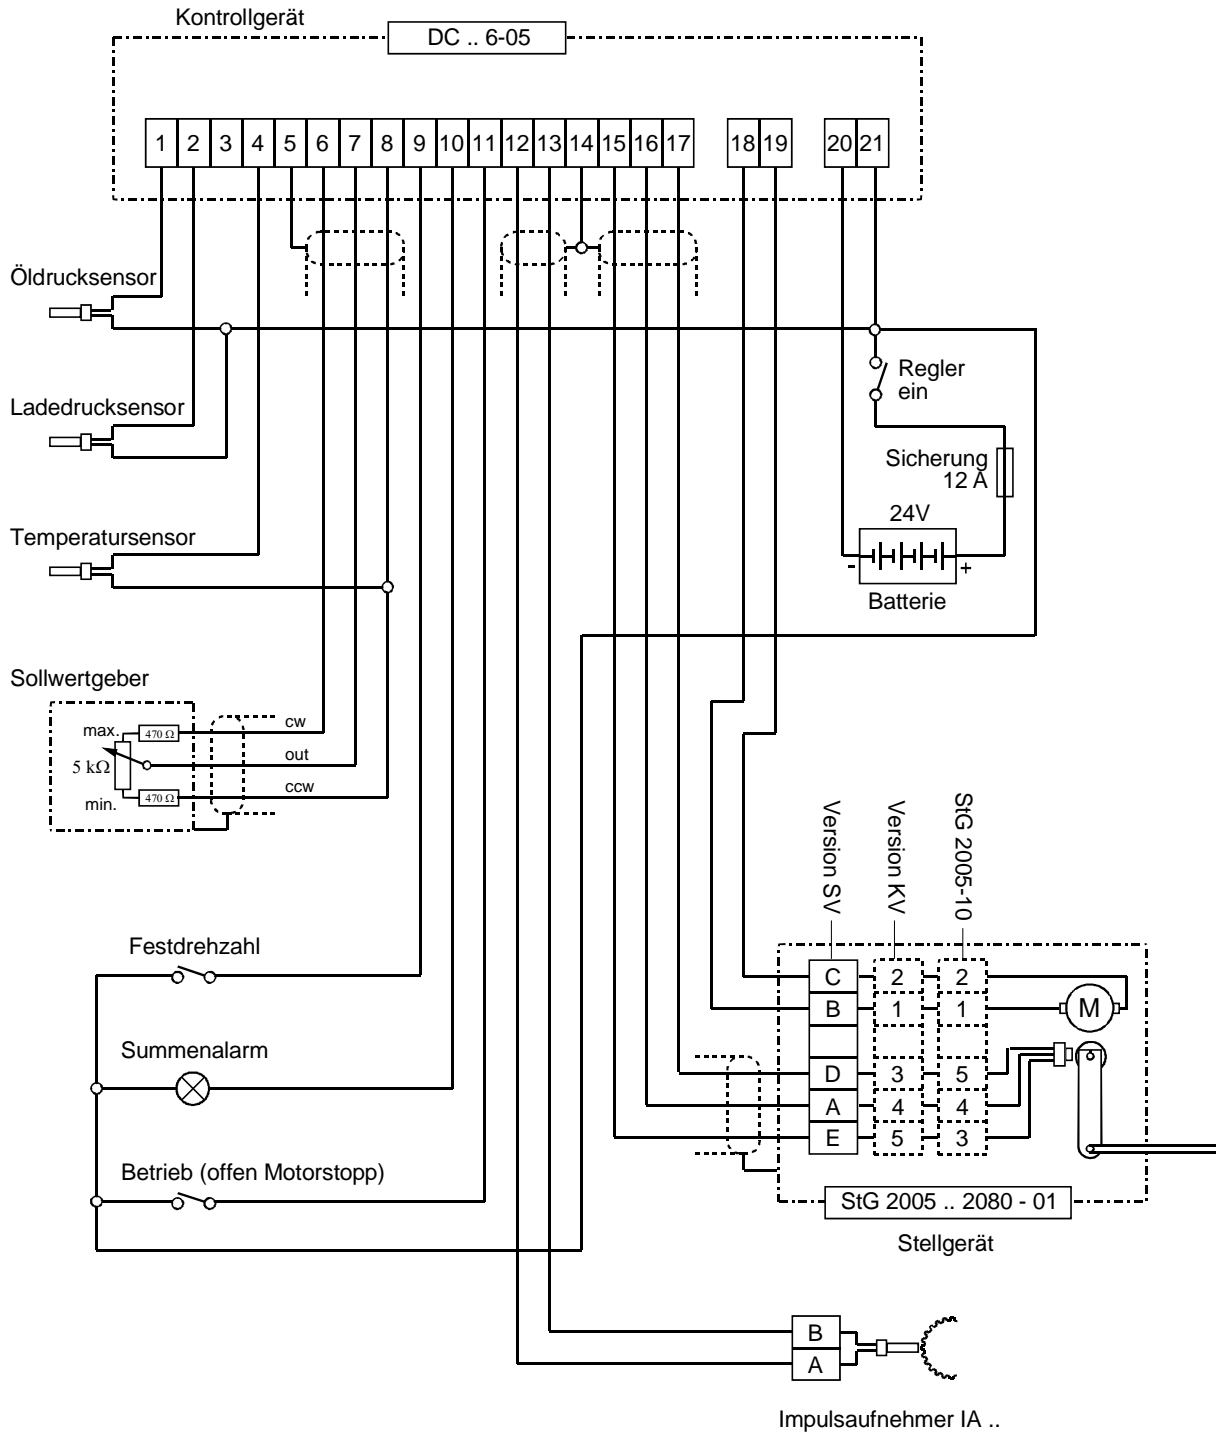 Kontrollgerät
DC .. 6-05
1 2 3 4 5 6 7 8 9 10 11 12 13 14 15 16 17 18 19 20 21
Öldrucksensor
Regler
ein
Ladedrucksensor
Sicherung
12 A
24V
Temperatursensor
- +
Batterie
Sollwertgeber
max.
470 Ω
cw
5 kΩ
out
min.
470 Ω
ccw
Version SV
Version KV
StG 2005-10
Festdrehzahl
C 2 2
B 1 1
M
Summenalarm
D 3 5
A 4 4
E 5 3
Betrieb (offen Motorstopp)
StG 2005 .. 2080 - 01
Stellgerät
B
A
Impulsaufnehmer IA ..